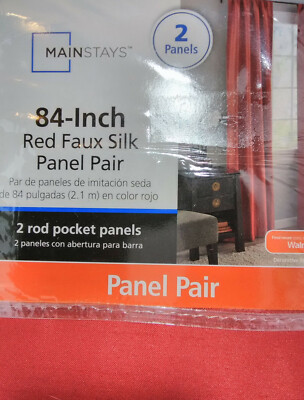 MAINSTAYS™
2
Panels
84-Inch
Red Faux Silk
Panel Pair
Par de paneles de imitación seda
de 84 pulgadas (2.1 m) en color rojo
2 rod pocket panels
2 paneles con abertura para barra
Panel Pair